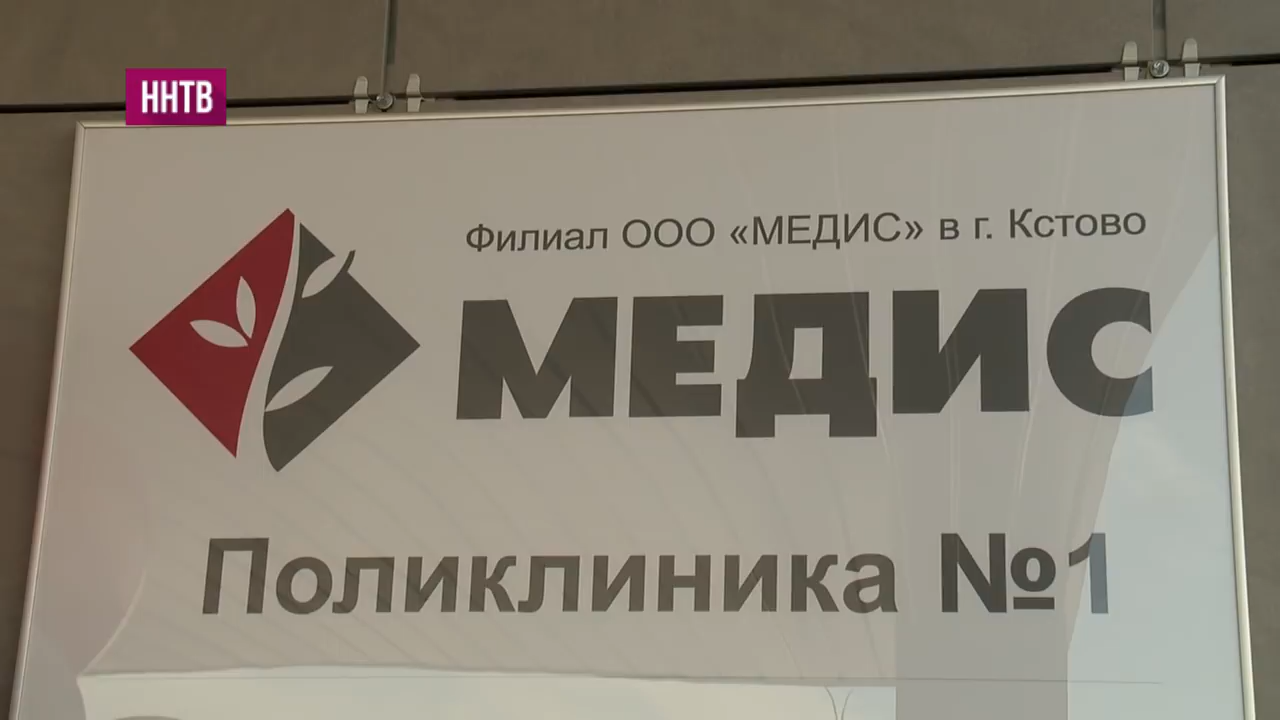 ННТВ
Филиал ООО «МЕДИС» в г. Кстово
МЕДИС
Поликлиника №1